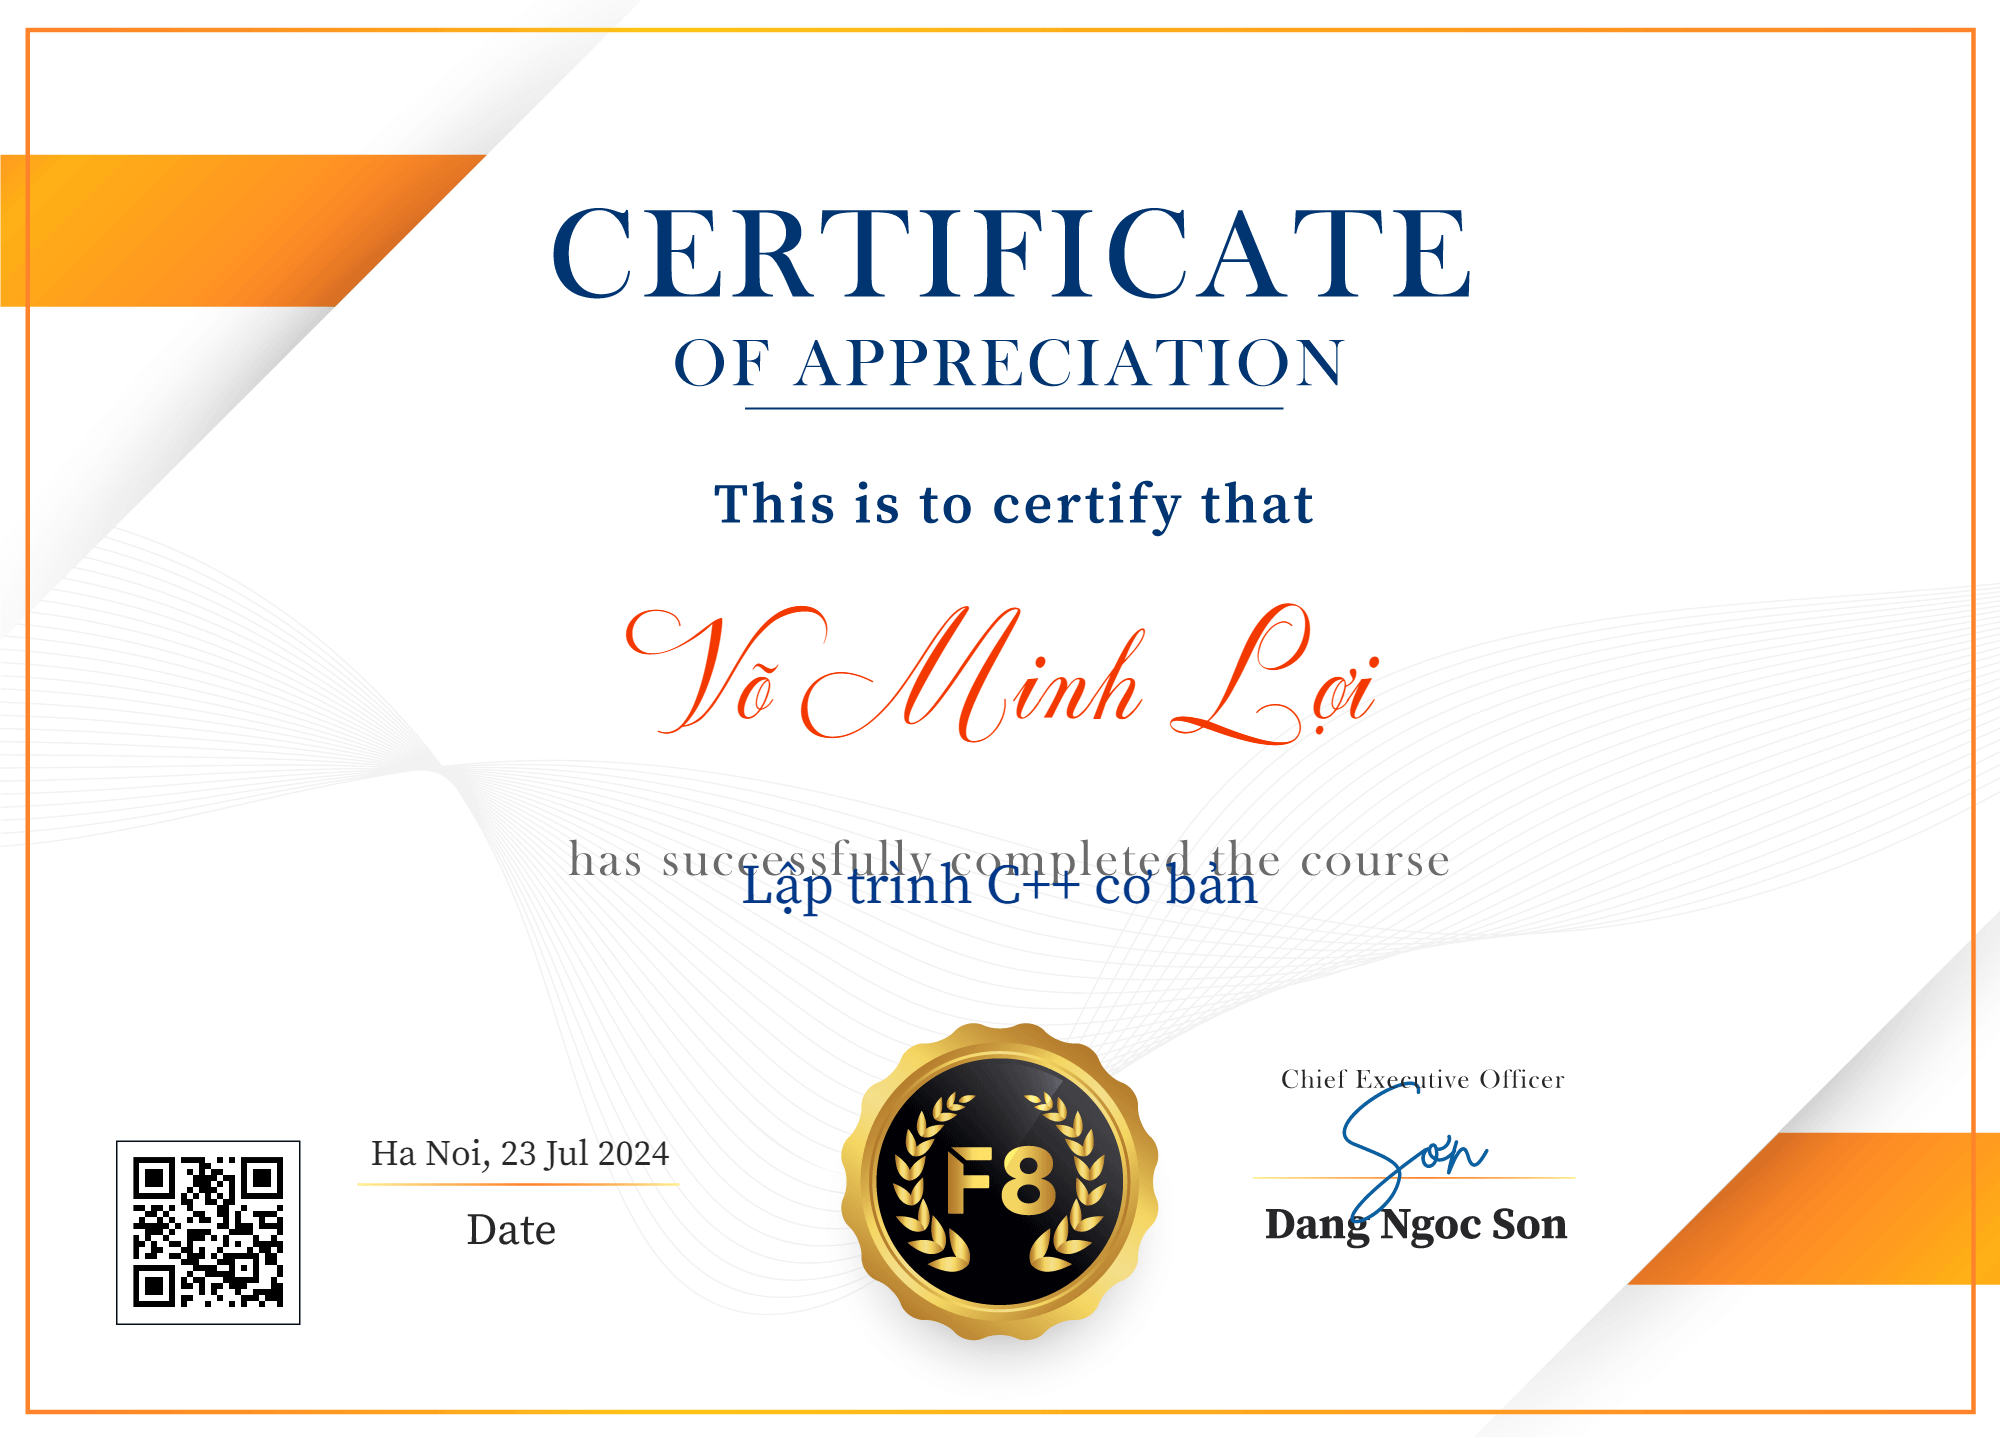 CERTIFICATE
OF APPRECIATION
This is to certify that
Võ Minh Lợi
has successfully completed the course
Lập trình C++ cơ bản
Chief Executive Officer
Sơn
Ha Noi, 23 Jul 2024
Date
F8
Dang Ngoc Son